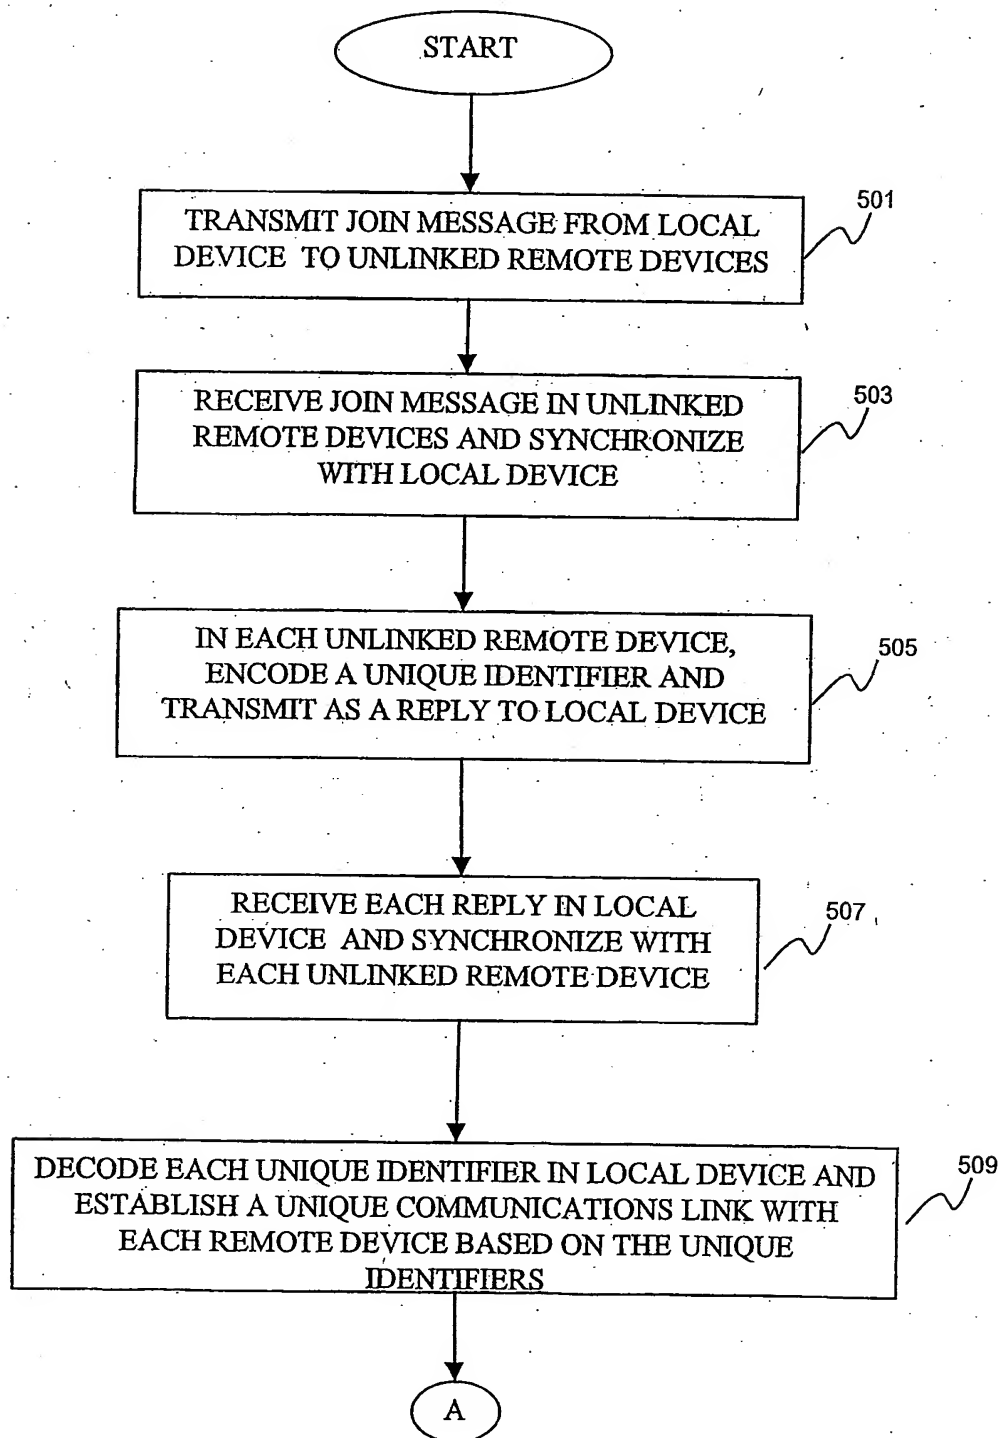 START
TRANSMIT JOIN MESSAGE FROM LOCAL
DEVICE TO UNLINKED REMOTE DEVICES
501
RECEIVE JOIN MESSAGE IN UNLINKED
REMOTE DEVICES AND SYNCHRONIZE
WITH LOCAL DEVICE
503
IN EACH UNLINKED REMOTE DEVICE,
ENCODE A UNIQUE IDENTIFIER AND
TRANSMIT AS A REPLY TO LOCAL DEVICE
505
RECEIVE EACH REPLY IN LOCAL
DEVICE AND SYNCHRONIZE WITH
EACH UNLINKED REMOTE DEVICE
507
DECODE EACH UNIQUE IDENTIFIER IN LOCAL DEVICE AND
ESTABLISH A UNIQUE COMMUNICATIONS LINK WITH
EACH REMOTE DEVICE BASED ON THE UNIQUE
IDENTIFIERS
509
A